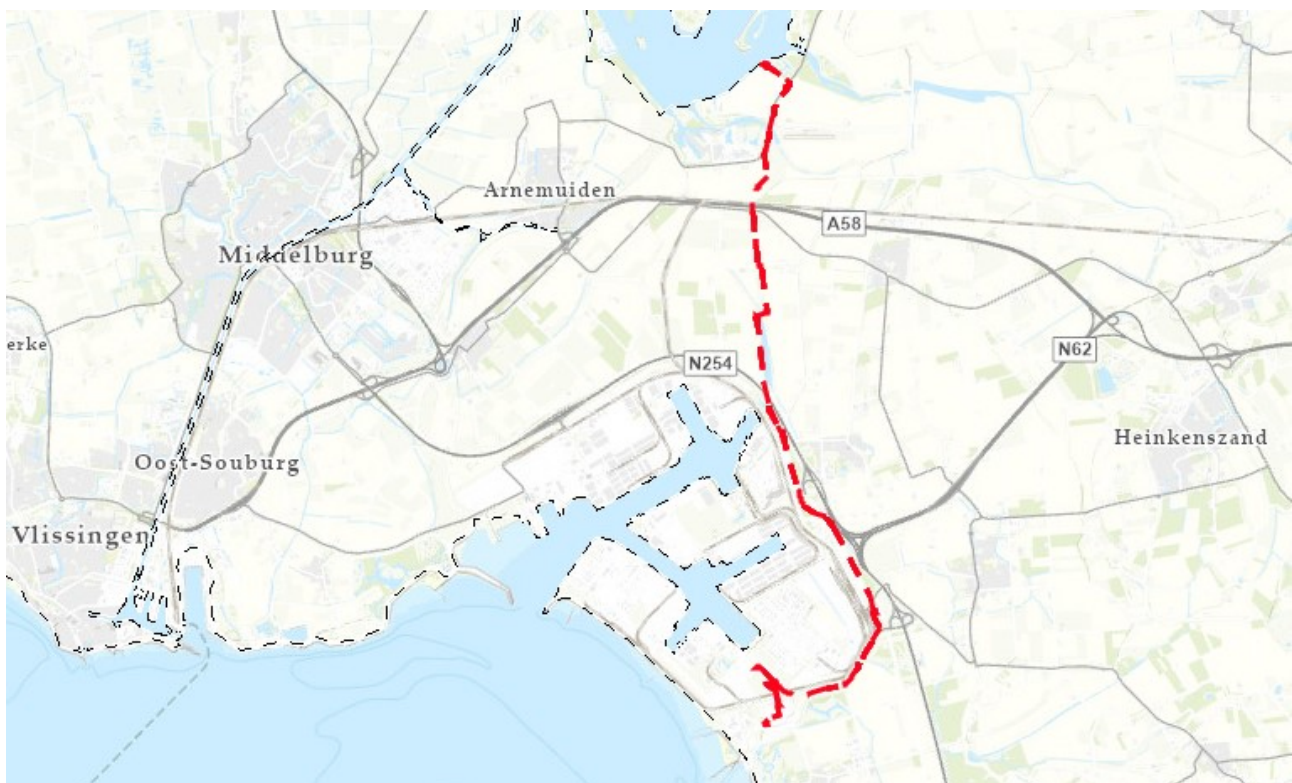 Arnemuiden
A58
Middelburg
erke
N62
N254
Heinkenszand
Oost-Souburg
Vlissingen